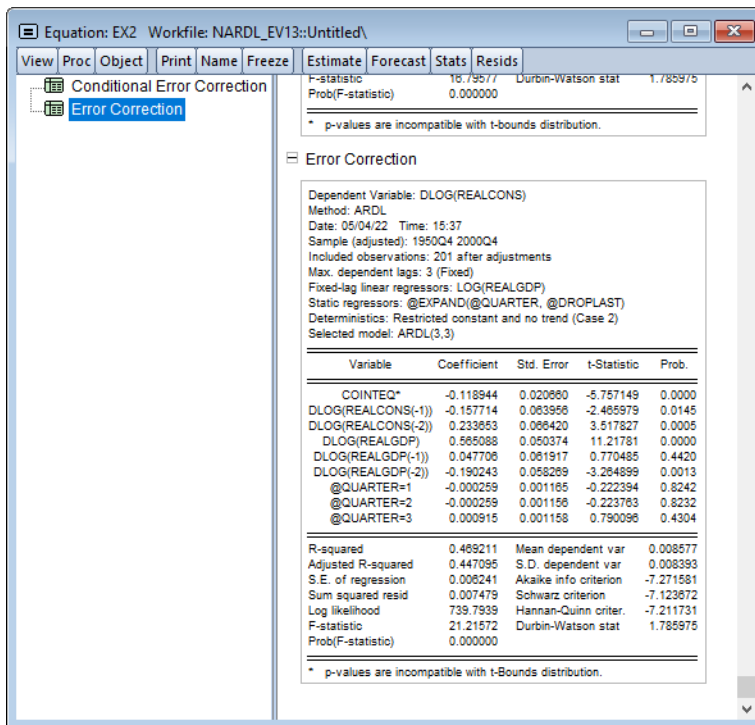 Equation: EX2 Workfile: NARDL_EV13::Untitled\
View Proc Object Print Name Freeze Estimate Forecast Stats Resids
Conditional Error Correction
Error Correction
F-statistic 16.79577 Durbin-Watson stat 1.785975
Prob(F-statistic) 0.000000
* p-values are incompatible with t-bounds distribution.
Error Correction
Dependent Variable: DLOG(REALCONS)
Method: ARDL
Date: 05/04/22 Time: 15:37
Sample (adjusted): 1950Q4 2000Q4
Included observations: 201 after adjustments
Max. dependent lags: 3 (Fixed)
Fixed-lag linear regressors: LOG(REALGDP)
Static regressors: @EXPAND(@QUARTER, @DROPLAST)
Deterministics: Restricted constant and no trend (Case 2)
Selected model: ARDL(3,3)
Variable Coefficient Std. Error t-Statistic Prob.
COINTEQ* -0.118944 0.020660 -5.757149 0.0000
DLOG(REALCONS(-1)) -0.157714 0.063956 -2.465979 0.0145
DLOG(REALCONS(-2)) 0.233653 0.066420 3.517827 0.0005
DLOG(REALGDP) 0.565088 0.050374 11.21781 0.0000
DLOG(REALGDP(-1)) 0.047706 0.061917 0.770485 0.4420
DLOG(REALGDP(-2)) -0.190243 0.058269 -3.264899 0.0013
@QUARTER=1 -0.000259 0.001165 -0.222394 0.8242
@QUARTER=2 -0.000259 0.001156 -0.223763 0.8232
@QUARTER=3 0.000915 0.001158 0.790096 0.4304
R-squared 0.469211 Mean dependent var 0.008577
Adjusted R-squared 0.447095 S.D. dependent var 0.008393
S.E. of regression 0.006241 Akaike info criterion -7.271581
Sum squared resid 0.007479 Schwarz criterion -7.123672
Log likelihood 739.7939 Hannan-Quinn criter. -7.211731
F-statistic 21.21572 Durbin-Watson stat 1.785975
Prob(F-statistic) 0.000000
* p-values are incompatible with t-Bounds distribution.